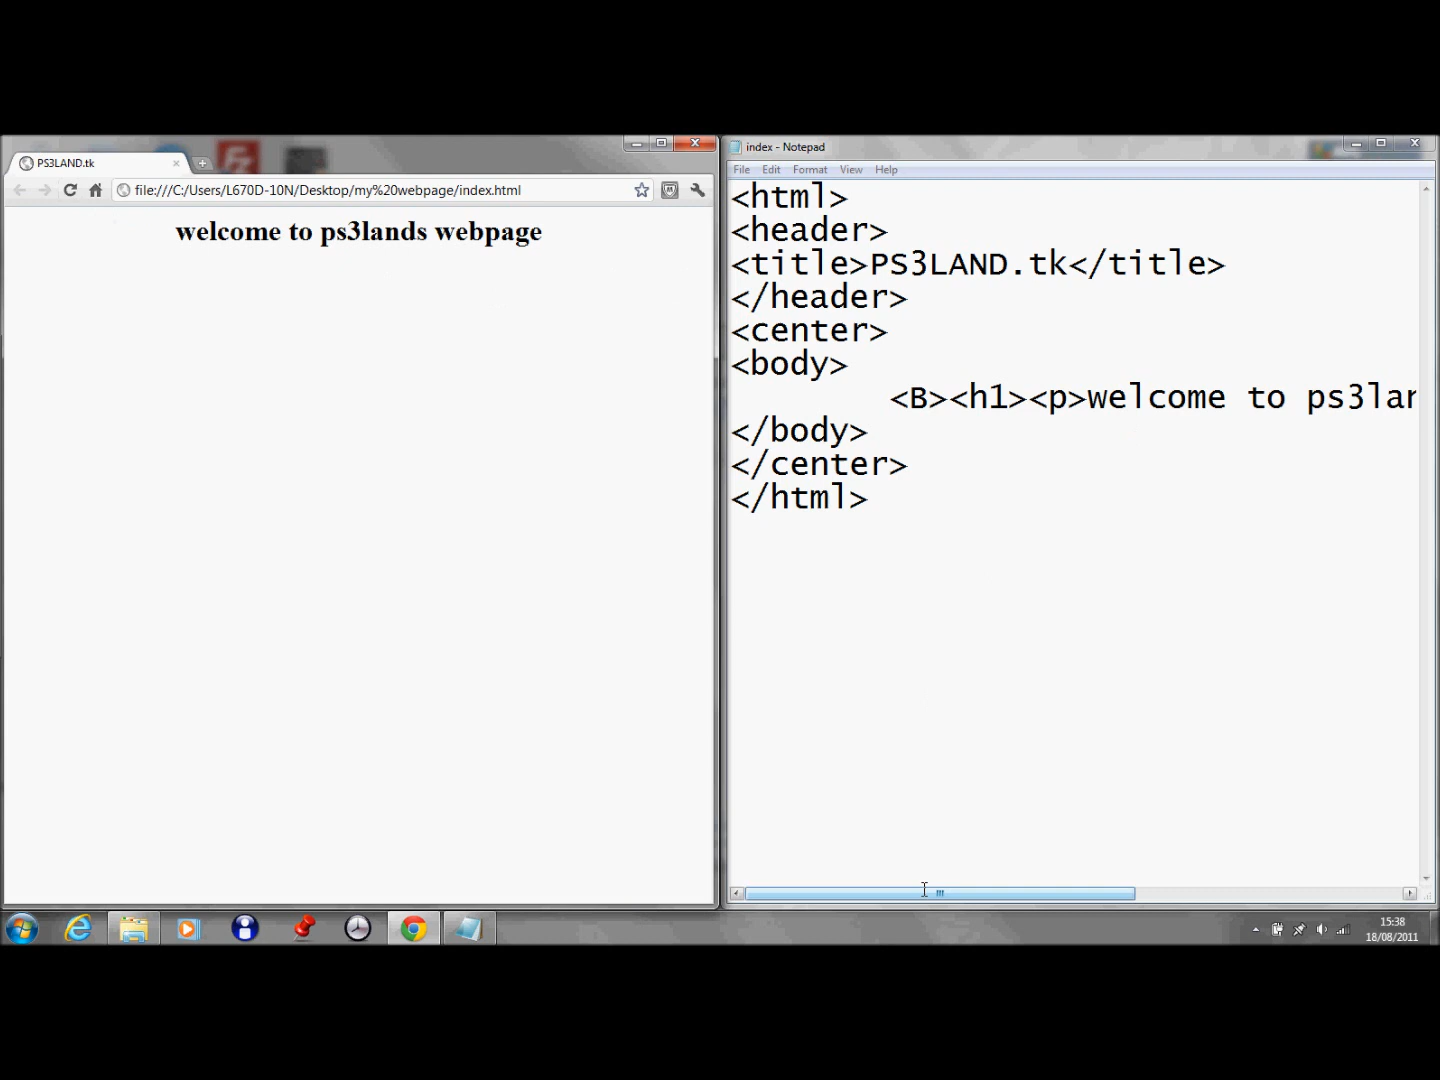 PS3LAND.tk
file:///C:/Users/L670D-10N/Desktop/my%20webpage/index.html
welcome to ps3lands webpage
index - Notepad
File Edit Format View Help
<html>
<header>
<title>PS3LAND.tk</title>
</header>
<center>
<body>
<B><h1><p>welcome to ps3lan
</body>
</center>
</html>
15:38
18/08/2011